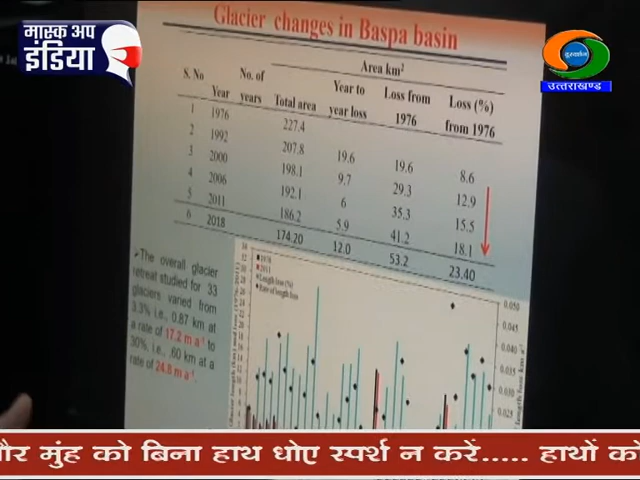 मास्क अप
इंडिया
दूरदर्शन
उत्तराखण्ड
Glacier changes in Baspa basin
Area km²
S. No Year No. of years Total area Year to year loss Loss from 1976 Loss (%) from 1976
1 1976 227.4
2 1992 207.8 19.6 19.6 8.6
3 2000 198.1 9.7 29.3 12.9
4 2006 192.1 6 35.3 15.5
5 2011 186.2 5.9 41.2 18.1
6 2018 174.20 12.0 53.2 23.40
➢The overall glacier
retreat studied for 33
glaciers varied from
3.3% i.e., 0.87 km at
a rate of 17.2 m a⁻¹ to
30%, i.e., .60 km at a
rate of 24.8 m a⁻¹.
1976
2011
Length loss (%)
Rate of length loss
0.050
0.045
0.040
0.035
0.030
0.025
और मुंह को बिना हाथ धोए स्पर्श न करें..... हाथों को